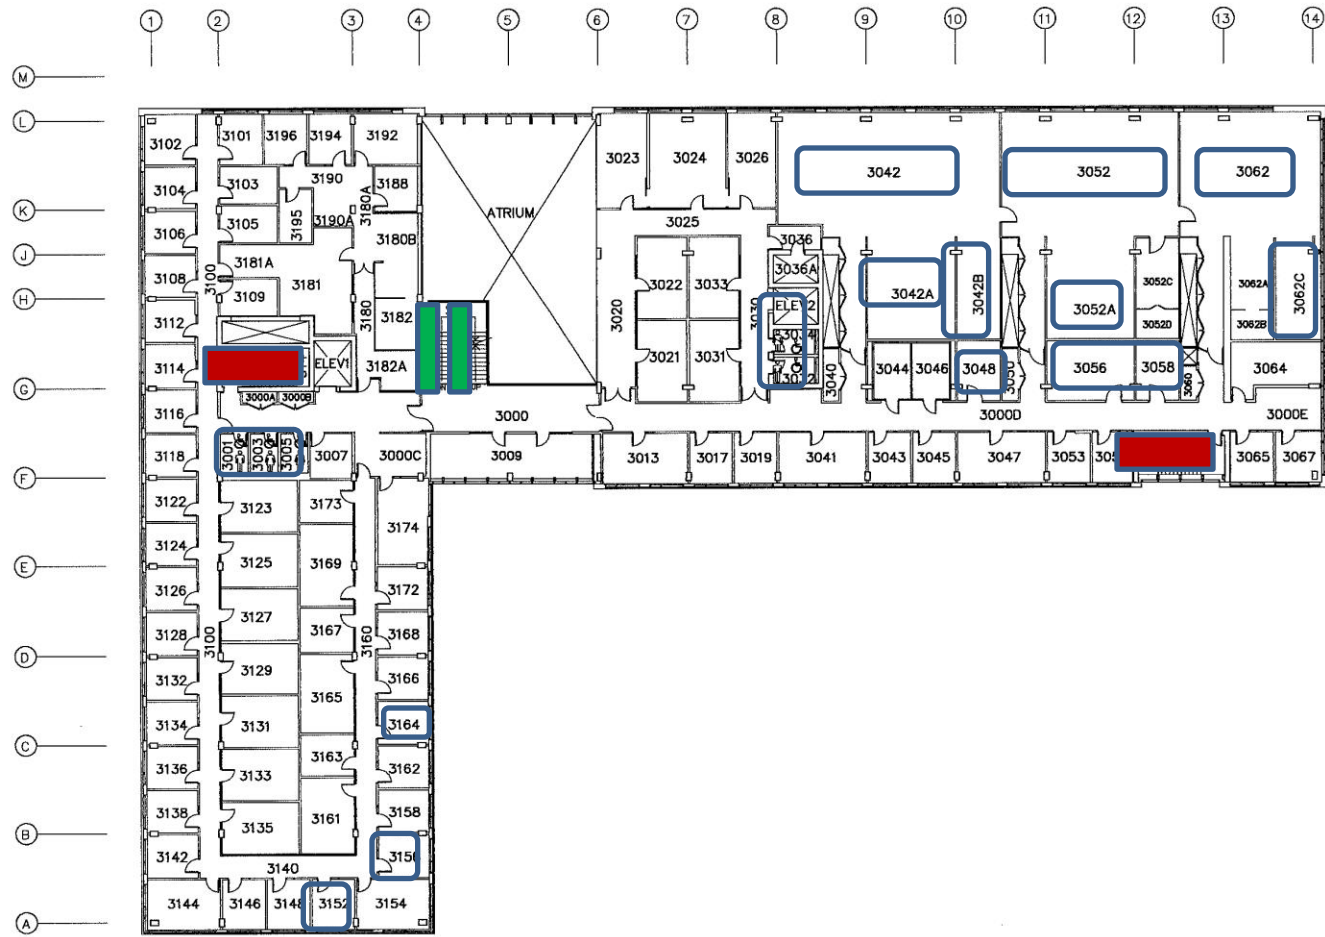 1 2 3 4 5 6 7 8 9 10 11 12 13 14
M
L
3102 3101 3196 3194 3192 3023 3024 3026
3042 3052 3062
3104 3103 3190 3188
K
3106 3105 3195 3190A 3180A ATRIUM 3025
3180B 3036
J
3181A 3036A
3108 3100 3181 3022 3033 3042A 3042B 3052C 3062A 3062C
3109
H
3112 3180 3182 3020 3030 ELEV2 3052A 3052D 3062B
3114 ELEV1 3182A 3021 3031 3040 3044 3046 3048 3056 3058 3060 3064
G
3116 3000A 3000B 3000 3000D 3000E
3118 3001 3003 3005 3007 3000C 3009 3013 3017 3019 3041 3043 3045 3047 3053 3065 3067
F
3122 3123 3173 3174
3124 3125 3169
E
3126 3127 3172
3128 3100 3167 3160 3168
D
3132 3129 3165 3166
3134 3131 3164
C
3136 3133 3163 3162
3138 3135 3161 3158
B
3142 3140
3144 3146 3148 3152 3154
A